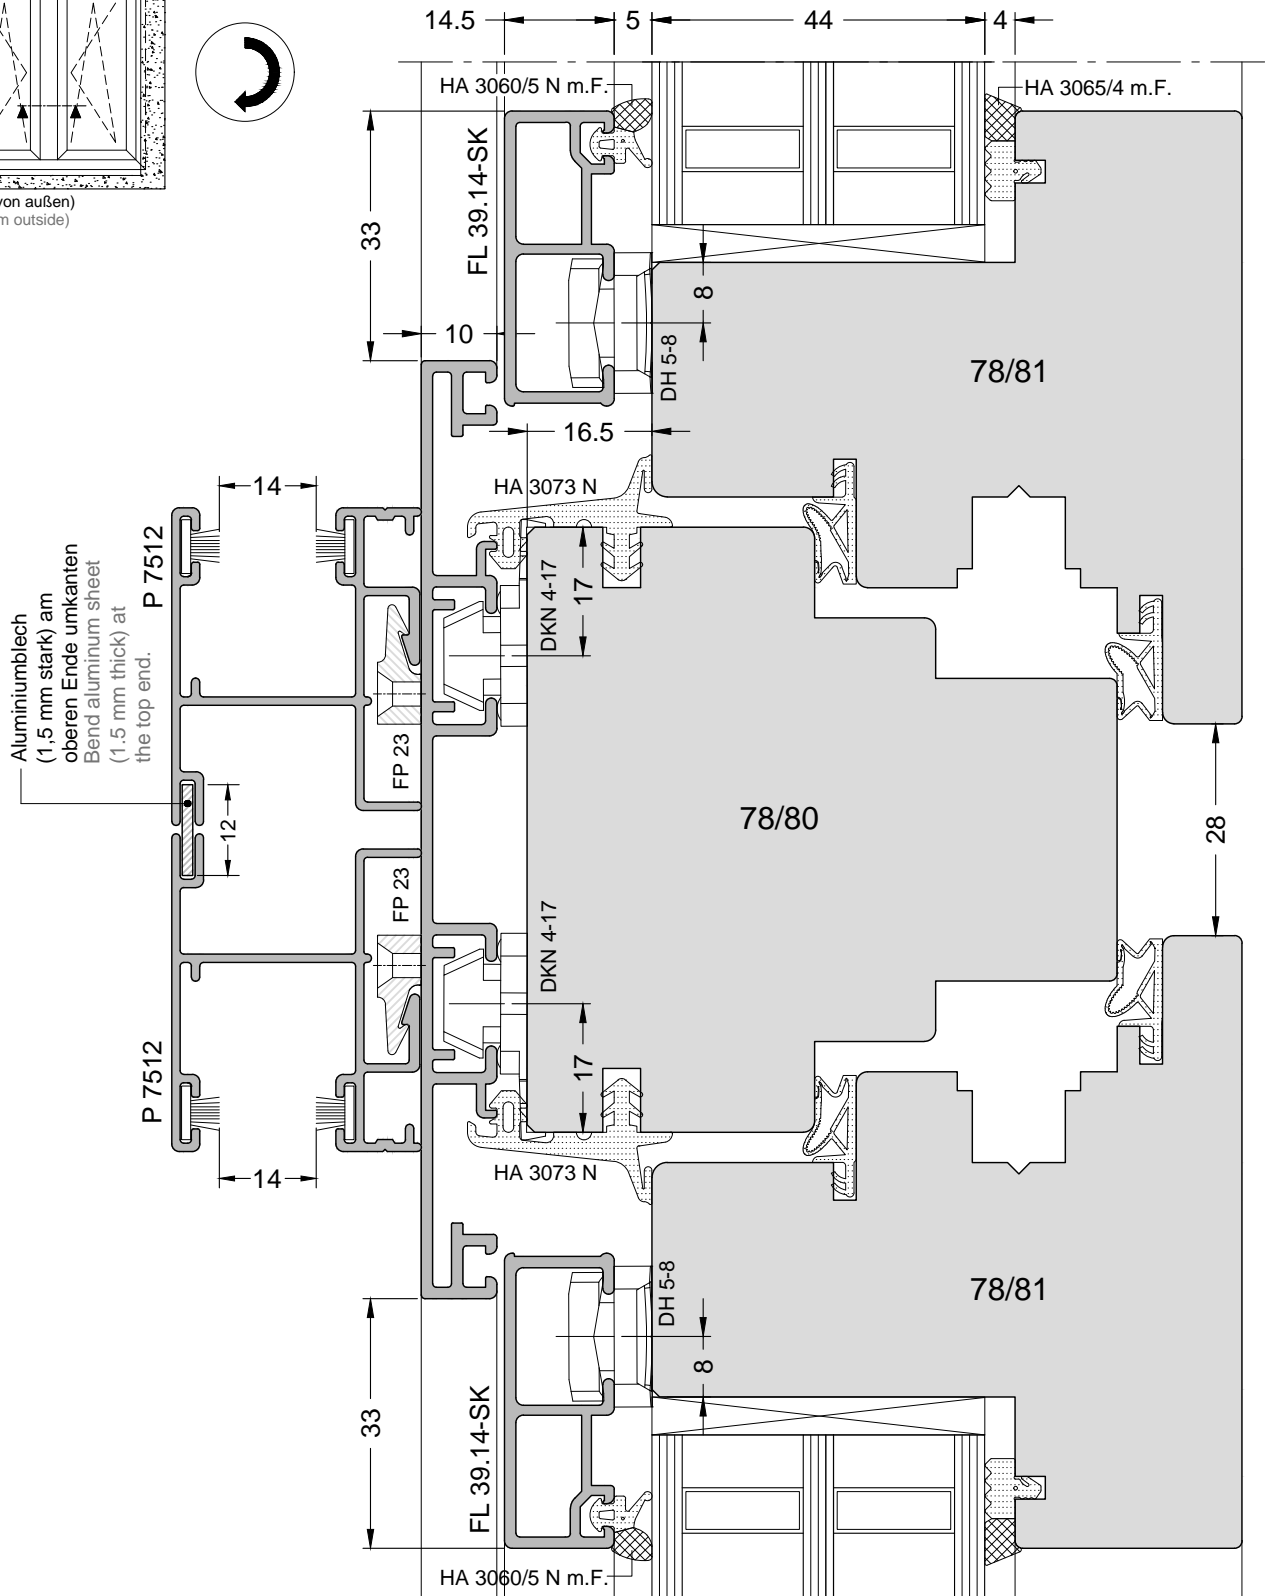 14.5
5
44
4
HA 3060/5 N m.F.
HA 3065/4 m.F.
von außen)
m outside)
33
FL 39.14-SK
8
10
DH 5-8
78/81
16.5
14
HA 3073 N
P 7512
DKN 4-17
17
Aluminiumblech
(1,5 mm stark) am
oberen Ende umkanten
Bend aluminum sheet
(1.5 mm thick) at
the top end.
FP 23
12
78/80
28
FP 23
DKN 4-17
17
P 7512
14
HA 3073 N
DH 5-8
78/81
8
33
FL 39.14-SK
HA 3060/5 N m.F.